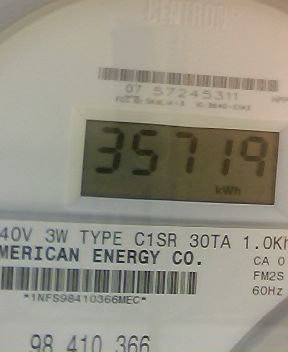 CENTRON
07 57245311
35719
kWh
40V 3W TYPE C1SR 30TA 1.0Kh
MERICAN ENERGY CO.
CA 0
FM2S
60Hz
*1NFS98410366MEC*
98 410 366